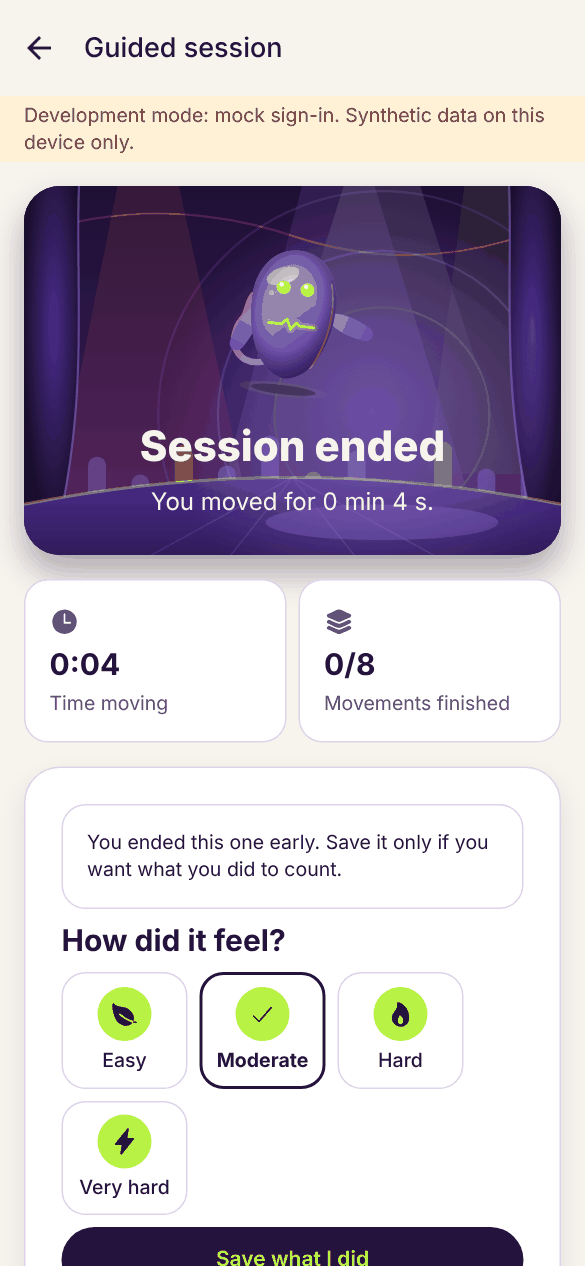 Guided session
Development mode: mock sign-in. Synthetic data on this
device only.
Session ended
You moved for 0 min 4 s.
0:04
Time moving
0/8
Movements finished
You ended this one early. Save it only if you
want what you did to count.
How did it feel?
Easy
Moderate
Hard
Very hard
Save what I did